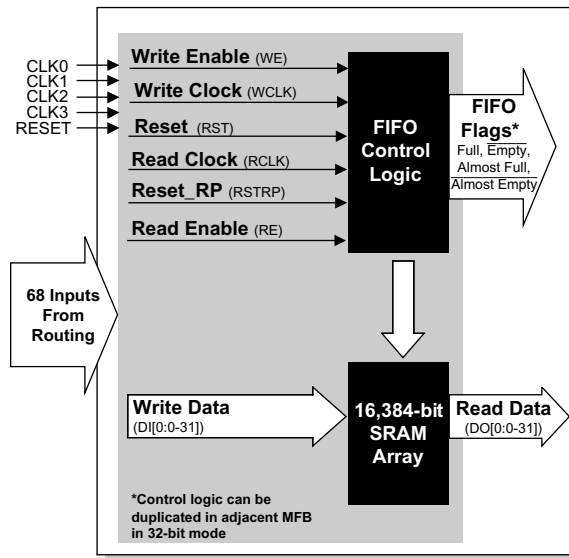 CLK0
CLK1
CLK2
CLK3
RESET
Write Enable (WE)
Write Clock (WCLK)
Reset (RST)
Read Clock (RCLK)
Reset_RP (RSTRP)
Read Enable (RE)
FIFO
Control
Logic
FIFO
Flags*
Full, Empty,
Almost Full,
Almost Empty
68 Inputs
From
Routing
Write Data
(DI[0:0-31])
16,384-bit
SRAM
Array
Read Data
(DO[0:0-31])
*Control logic can be
duplicated in adjacent MFB
in 32-bit mode